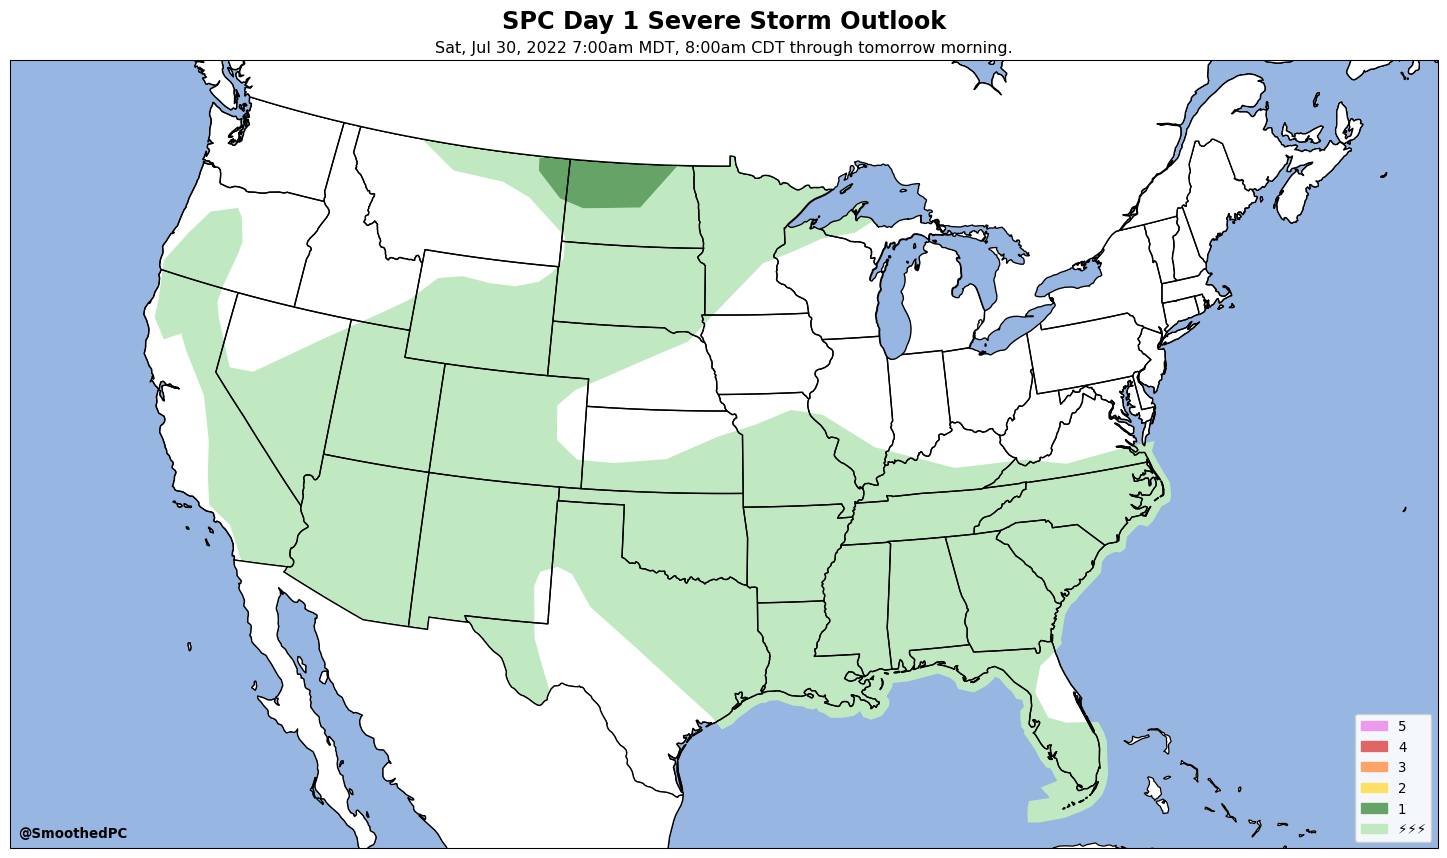 SPC Day 1 Severe Storm Outlook
Sat, Jul 30, 2022 7:00am MDT, 8:00am CDT through tomorrow morning.
5
4
3
2
1
⚡⚡⚡
@SmoothedPC